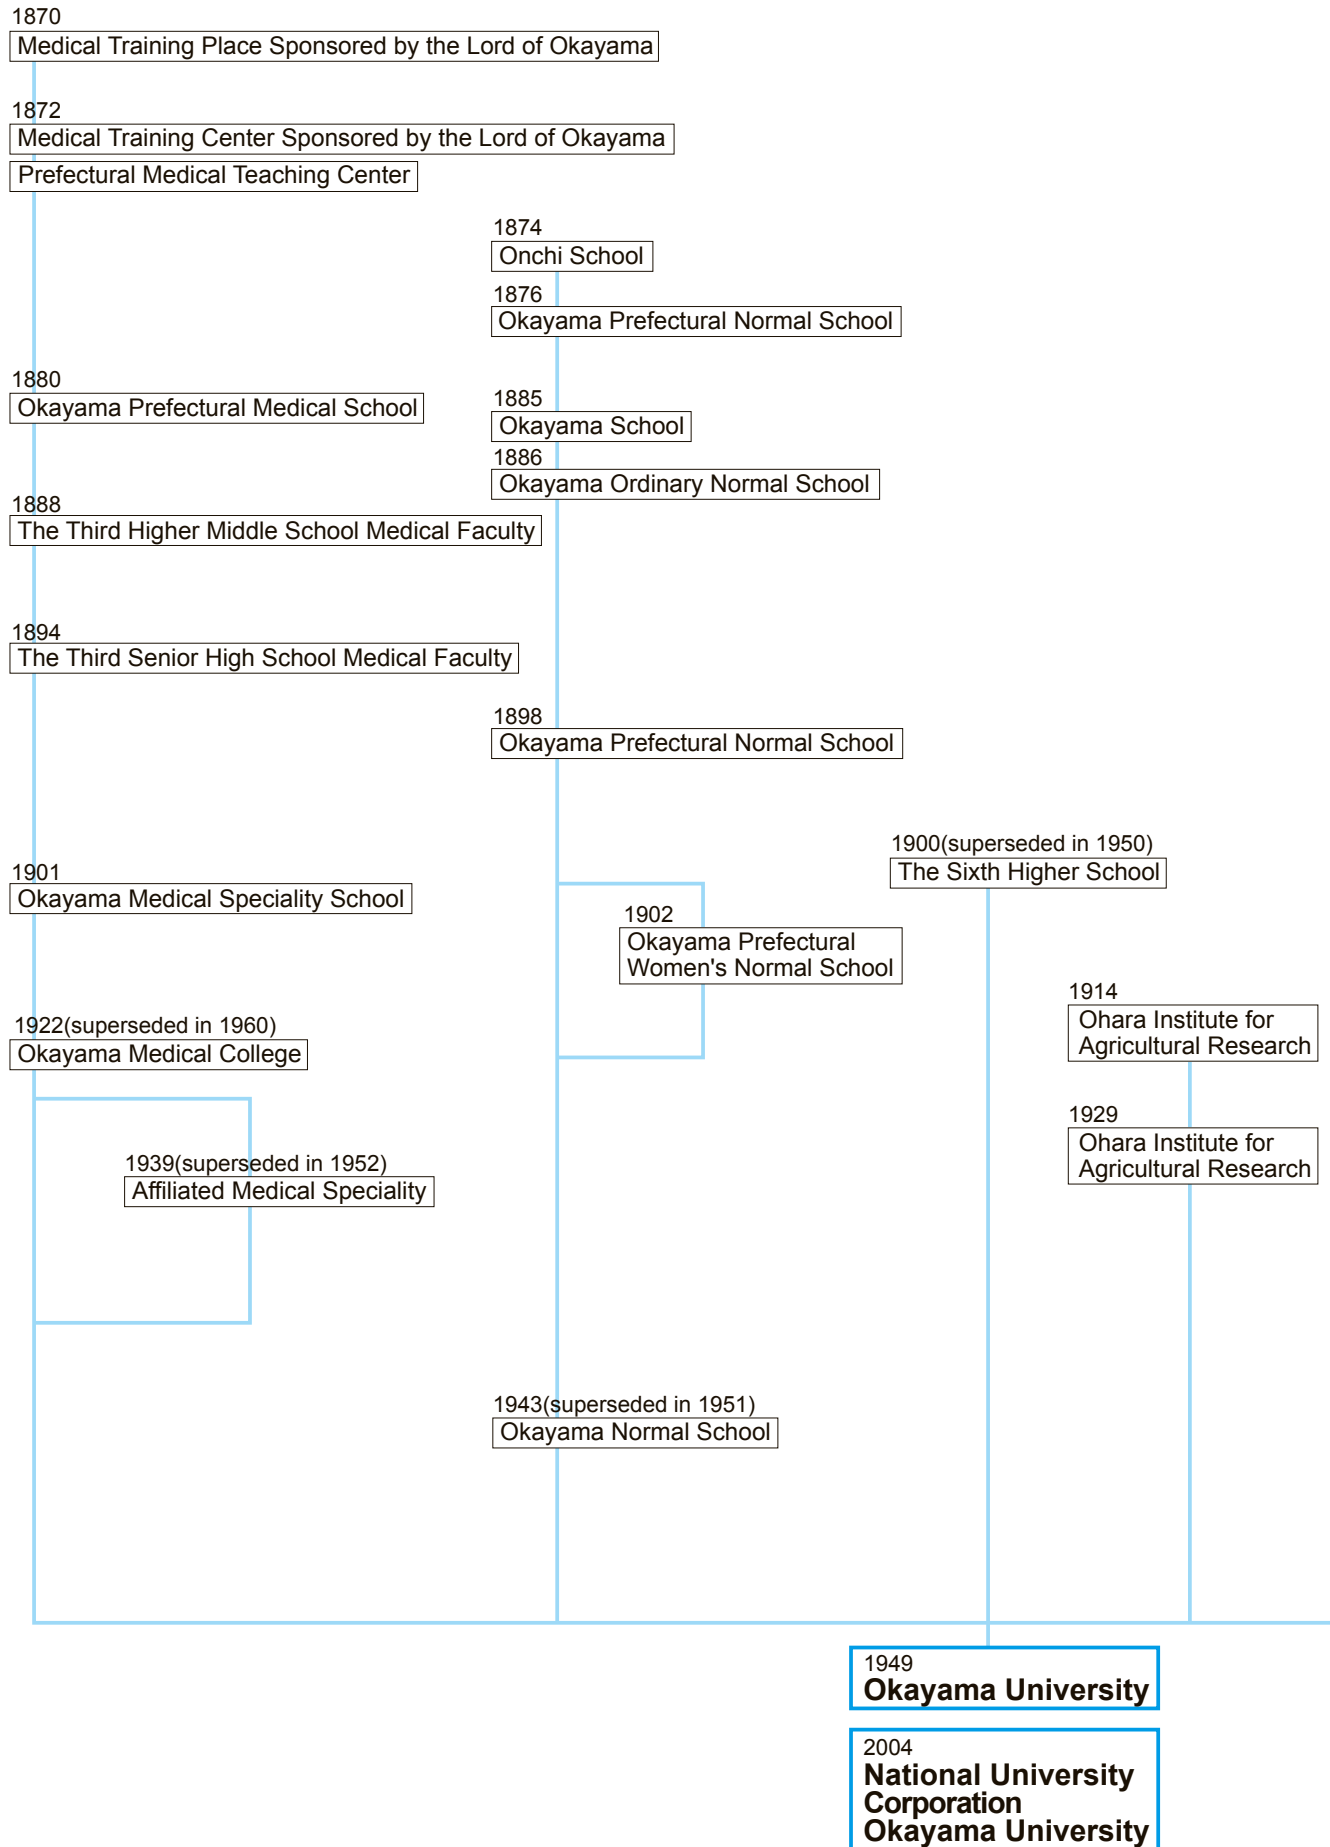 1870
Medical Training Place Sponsored by the Lord of Okayama
1872
Medical Training Center Sponsored by the Lord of Okayama
Prefectural Medical Teaching Center
1874
Onchi School
1876
Okayama Prefectural Normal School
1880
Okayama Prefectural Medical School
1885
Okayama School
1886
Okayama Ordinary Normal School
1888
The Third Higher Middle School Medical Faculty
1894
The Third Senior High School Medical Faculty
1898
Okayama Prefectural Normal School
1900(superseded in 1950)
The Sixth Higher School
1901
Okayama Medical Speciality School
1902
Okayama Prefectural
Women's Normal School
1914
Ohara Institute for
Agricultural Research
1922(superseded in 1960)
Okayama Medical College
1929
Ohara Institute for
Agricultural Research
1939(superseded in 1952)
Affiliated Medical Speciality
1943(superseded in 1951)
Okayama Normal School
1949
Okayama University
2004
National University
Corporation
Okayama University